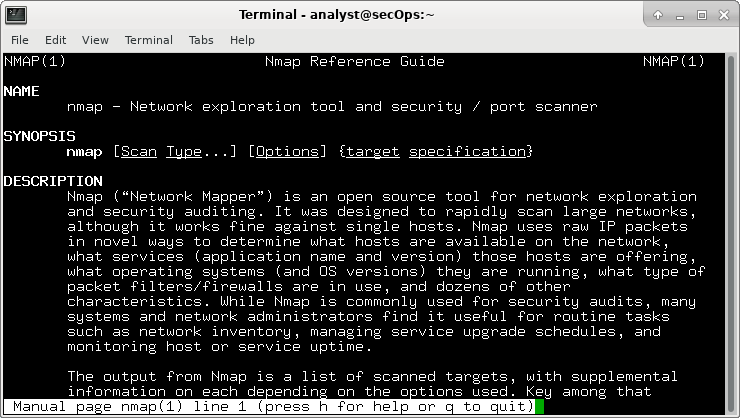 Terminal - analyst@secOps:~
File Edit View Terminal Tabs Help
NMAP(1) Nmap Reference Guide NMAP(1)
NAME
nmap - Network exploration tool and security / port scanner
SYNOPSIS
nmap [Scan Type...] [Options] {target specification}
DESCRIPTION
Nmap (“Network Mapper”) is an open source tool for network exploration
and security auditing. It was designed to rapidly scan large networks,
although it works fine against single hosts. Nmap uses raw IP packets
in novel ways to determine what hosts are available on the network,
what services (application name and version) those hosts are offering,
what operating systems (and OS versions) they are running, what type of
packet filters/firewalls are in use, and dozens of other
characteristics. While Nmap is commonly used for security audits, many
systems and network administrators find it useful for routine tasks
such as network inventory, managing service upgrade schedules, and
monitoring host or service uptime.
The output from Nmap is a list of scanned targets, with supplemental
information on each depending on the options used. Key among that
Manual page nmap(1) line 1 (press h for help or q to quit)